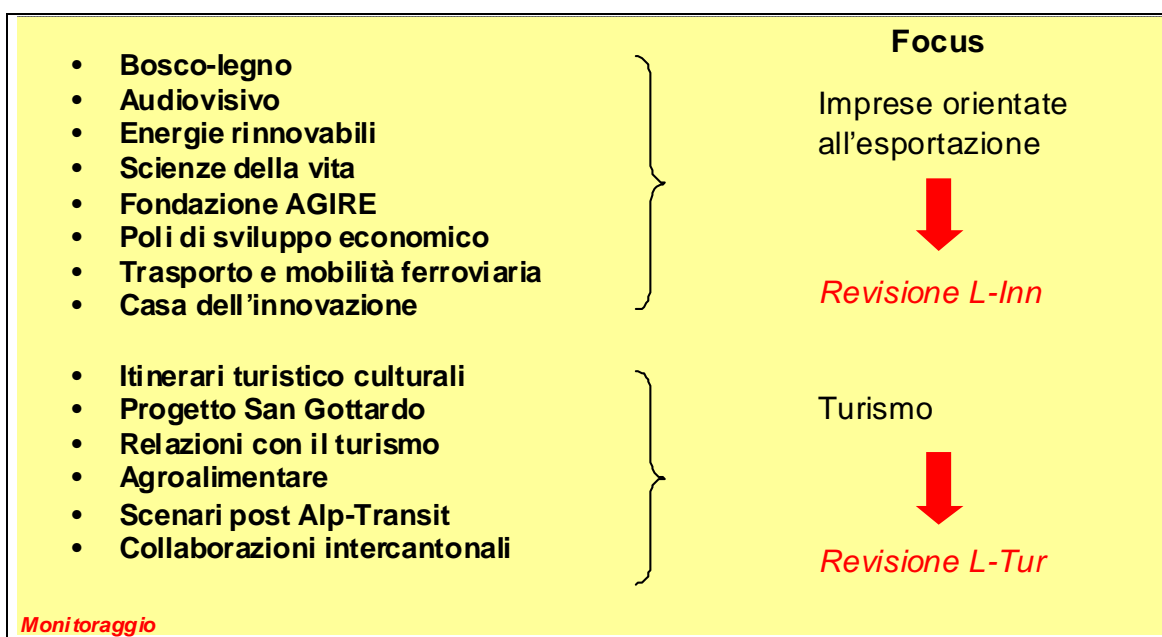 • Bosco-legno
• Audiovisivo
• Energie rinnovabili
• Scienze della vita
• Fondazione AGIRE
• Poli di sviluppo economico
• Trasporto e mobilità ferroviaria
• Casa dell'innovazione
Focus
Imprese orientate
all'esportazione
Revisione L-Inn
• Itinerari turistico culturali
• Progetto San Gottardo
• Relazioni con il turismo
• Agroalimentare
• Scenari post Alp-Transit
• Collaborazioni intercantonali
Turismo
Revisione L-Tur
Monitoraggio